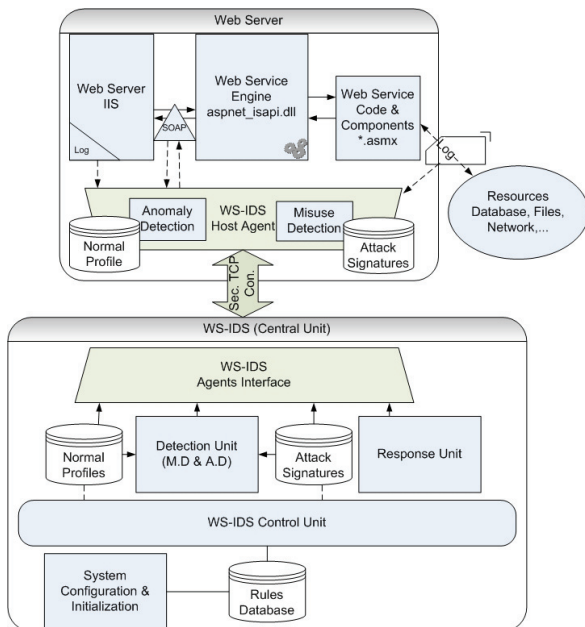 Web Server
Web Server
IIS
Log
SOAP
Web Service
Engine
aspnet_isapi.dll
Web Service
Code &
Components
*.asmx
Log
Resources
Database, Files,
Network,...
Anomaly
Detection
WS-IDS
Host Agent
Misuse
Detection
Normal
Profile
Attack
Signatures
Sec. TCP
Con.
WS-IDS (Central Unit)
WS-IDS
Agents Interface
Normal
Profiles
Detection Unit
(M.D & A.D)
Attack
Signatures
Response Unit
WS-IDS Control Unit
System
Configuration &
Initialization
Rules
Database